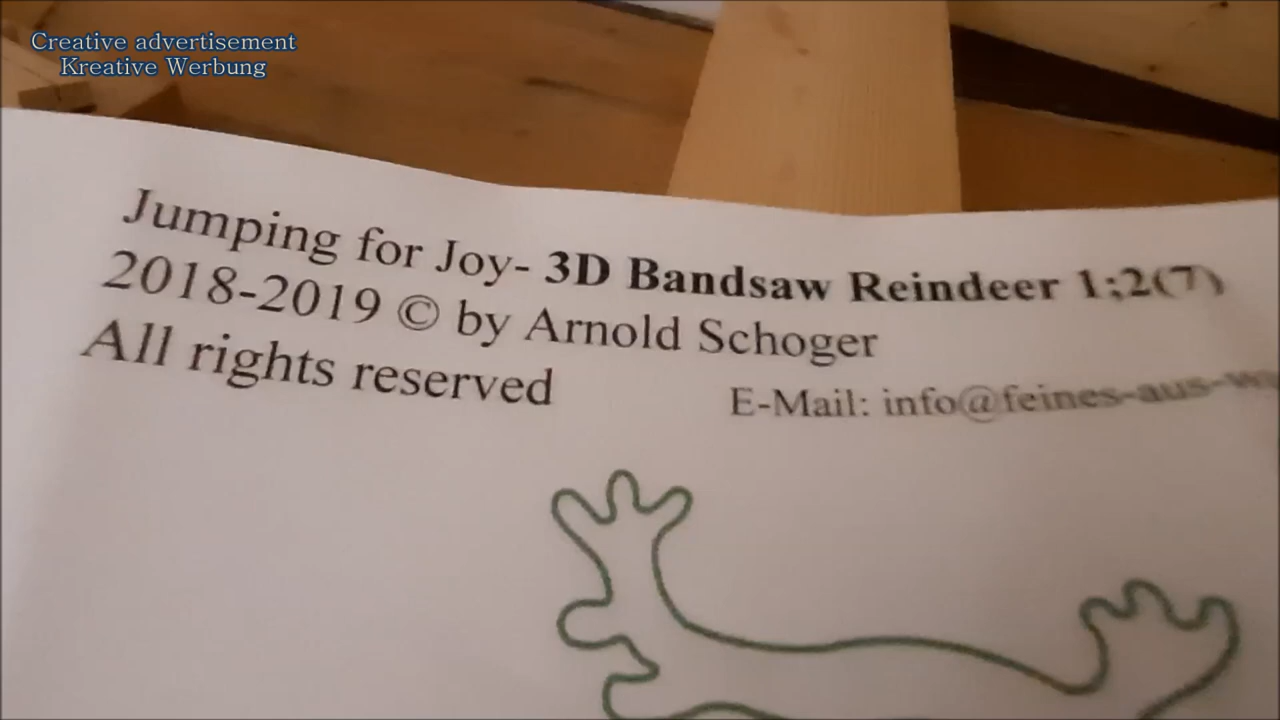 Creative advertisement
Kreative Werbung
Jumping for Joy- 3D Bandsaw Reindeer 1;2(7)
2018-2019 © by Arnold Schoger
All rights reserved
E-Mail: info@feines-aus-